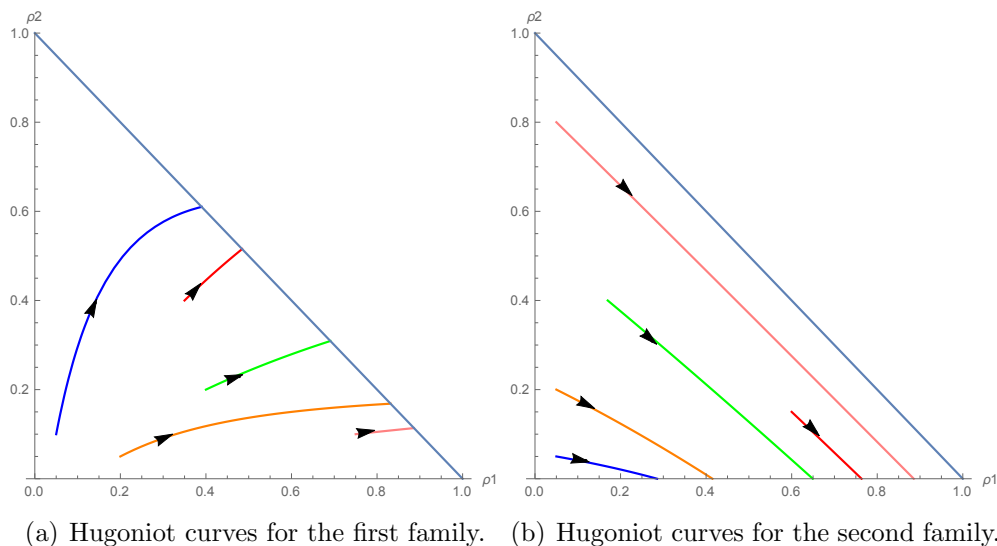 ρ2
1.0
0.8
0.6
0.4
0.2
0.0 0.2 0.4 0.6 0.8 1.0 ρ1
ρ2
1.0
0.8
0.6
0.4
0.2
0.0 0.2 0.4 0.6 0.8 1.0 ρ1
(a) Hugoniot curves for the first family.
(b) Hugoniot curves for the second family.